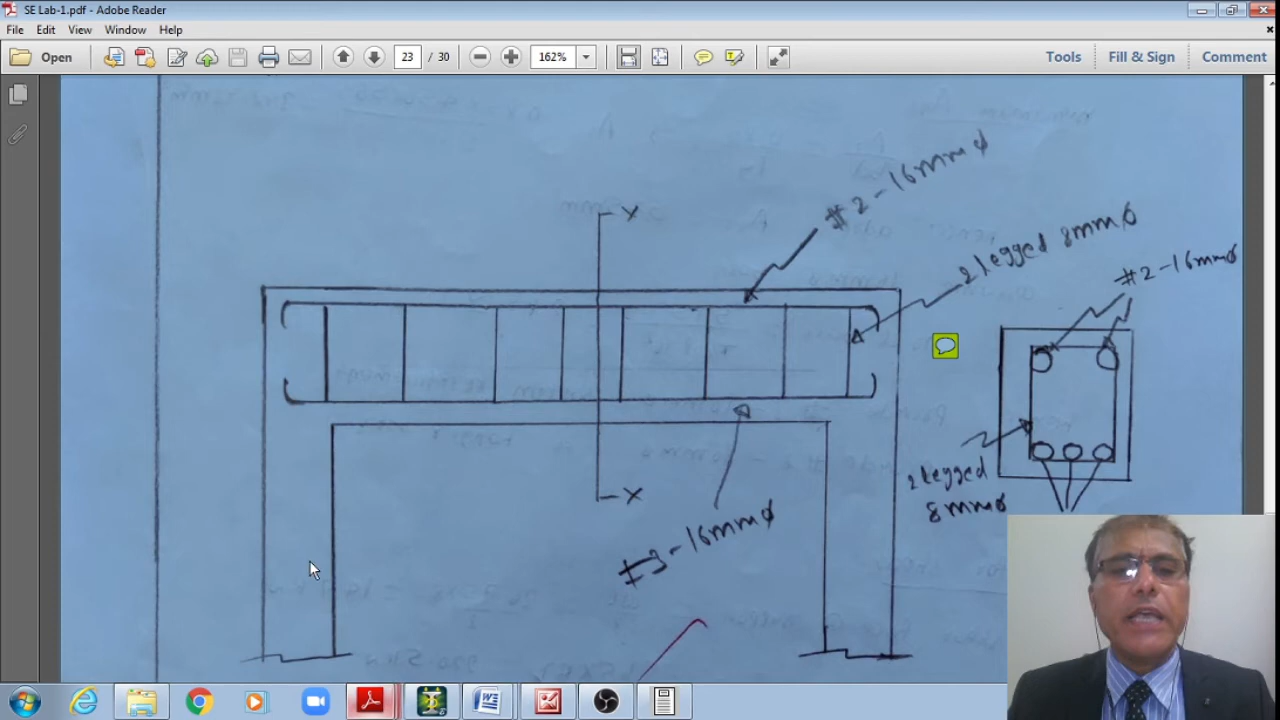 SE Lab-1.pdf - Adobe Reader
File Edit View Window Help
Open 23 / 30 162% Tools Fill & Sign Comment
#2-16mmφ
X
2 legged 8mmφ
#2-16mmφ
2 legged
8mmφ
X
#3-16mmφ